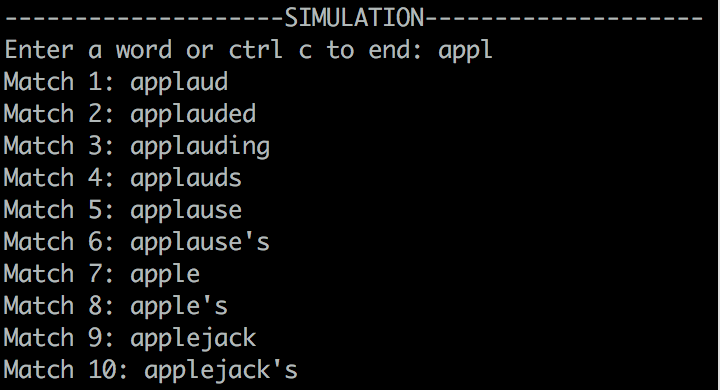 --------------------SIMULATION--------------------
Enter a word or ctrl c to end: appl
Match 1: applaud
Match 2: applauded
Match 3: applauding
Match 4: applauds
Match 5: applause
Match 6: applause's
Match 7: apple
Match 8: apple's
Match 9: applejack
Match 10: applejack's